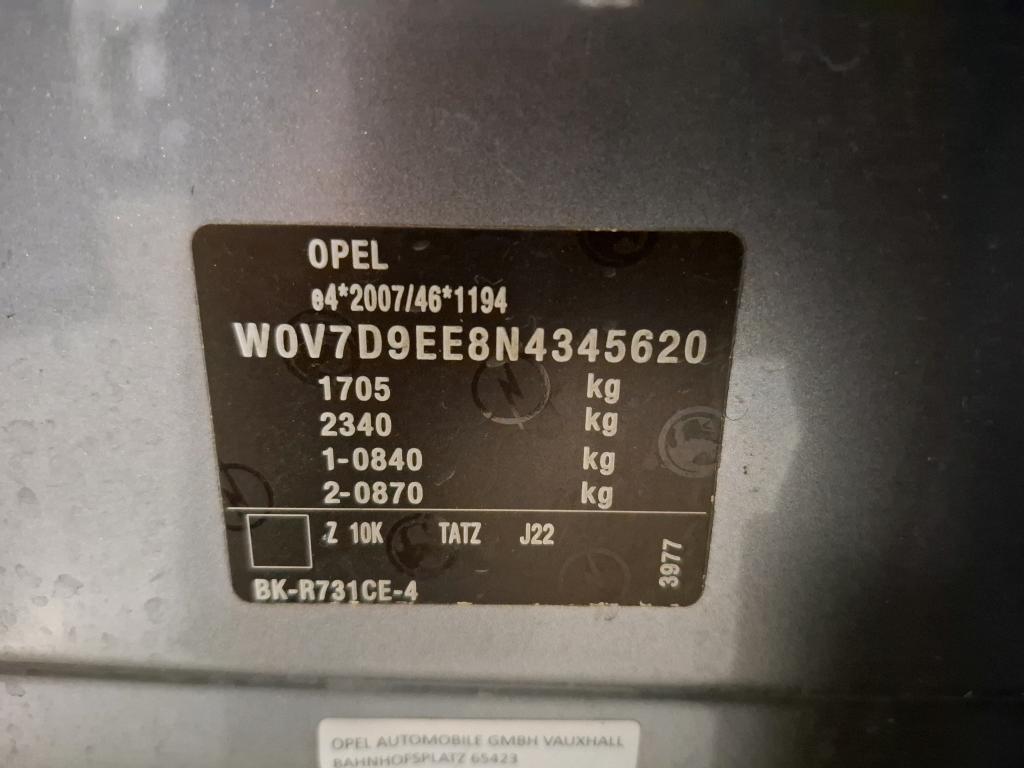 OPEL
e4*2007/46*1194
W0V7D9EE8N4345620
1705 kg
2340 kg
1-0840 kg
2-0870 kg
Z 10K TATZ J22
3977
BK-R731CE-4
OPEL AUTOMOBILE GMBH VAUXHALL
BAHNHOFSPLATZ 65423